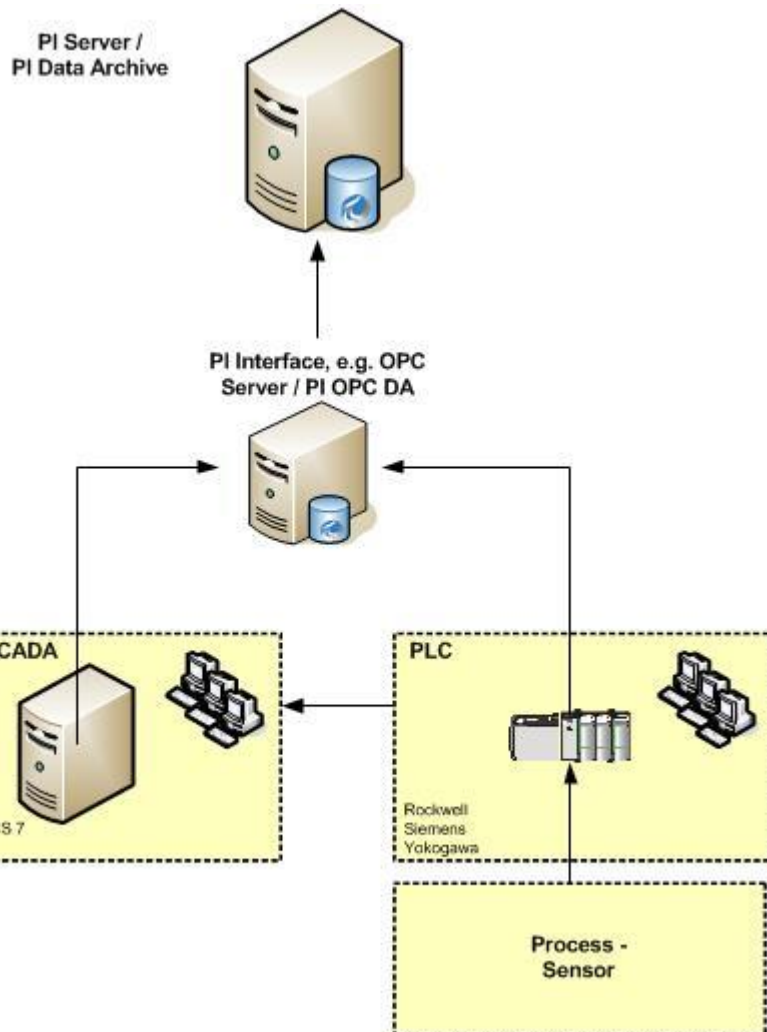 PI Server /
PI Data Archive
PI Interface, e.g. OPC
Server / PI OPC DA
CADA
PLC
S 7
Rockwell
Siemens
Yokogawa
Process -
Sensor